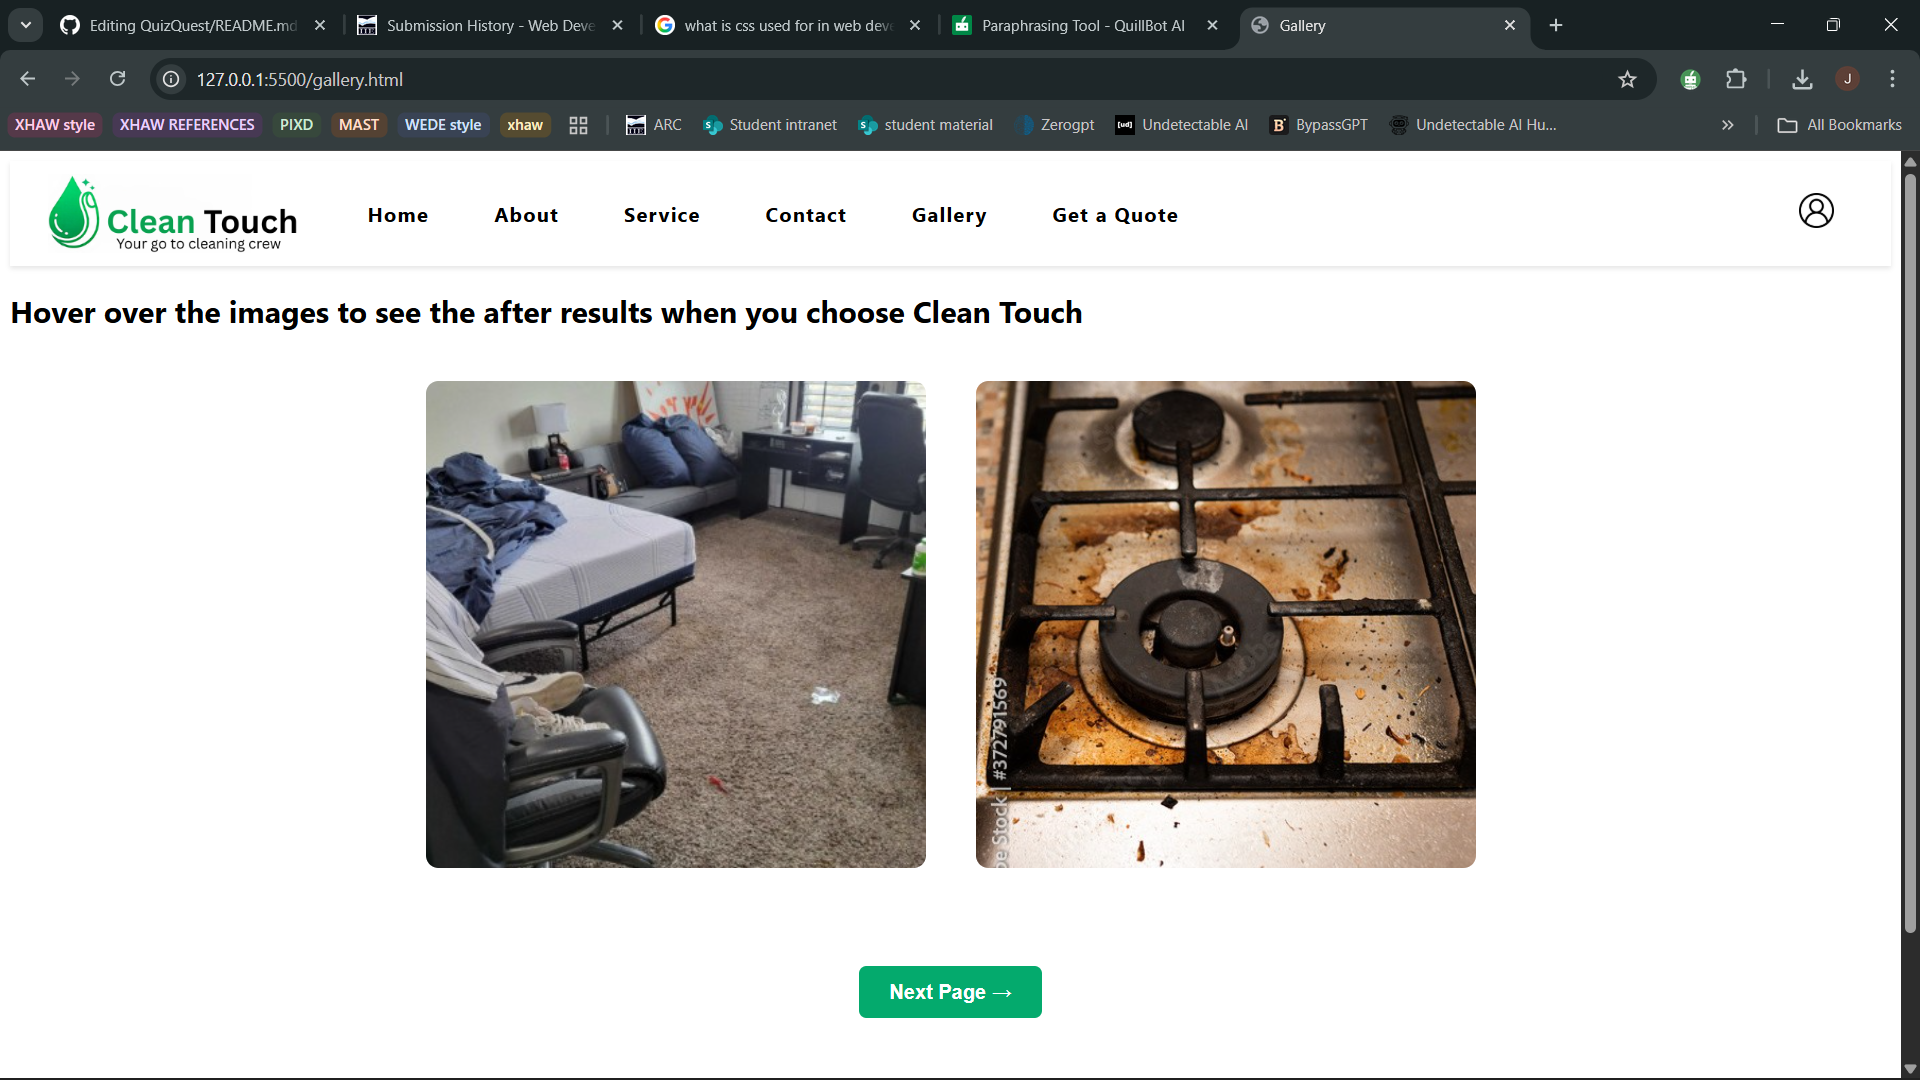 Editing QuizQuest/README.md
Submission History - Web Deve
what is css used for in web deve
Paraphrasing Tool - QuillBot AI
Gallery
127.0.0.1:5500/gallery.html
J
XHAW style
XHAW REFERENCES
PIXD
MAST
WEDE style
xhaw
ARC
Student intranet
student material
Zerogpt
Undetectable AI
BypassGPT
Undetectable AI Hu...
All Bookmarks
Clean Touch
Your go to cleaning crew
Home
About
Service
Contact
Gallery
Get a Quote
Hover over the images to see the after results when you choose Clean Touch
Stock | #372791569
Next Page →